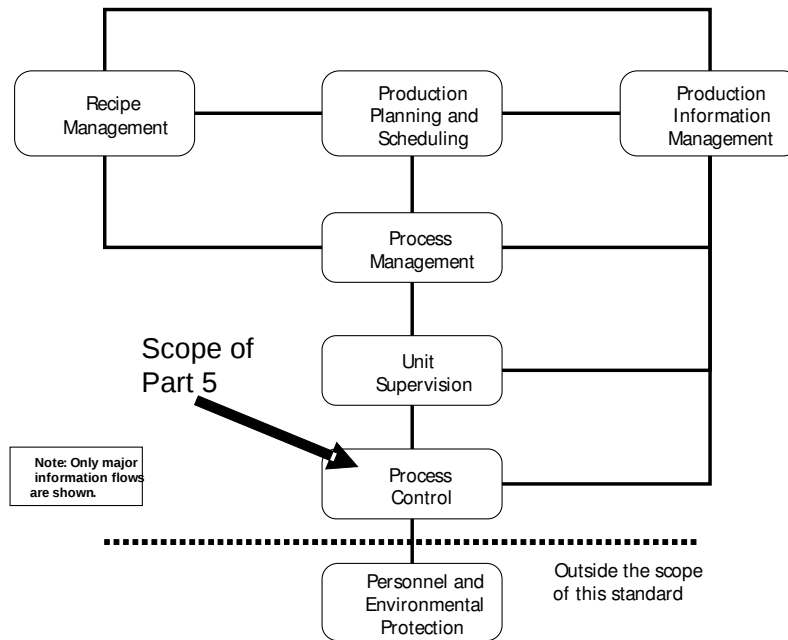 Recipe
Management
Production
Planning and
Scheduling
Production
Information
Management
Process
Management
Scope of
Part 5
Unit
Supervision
Note: Only major
information flows
are shown.
Process
Control
Personnel and
Environmental
Protection
Outside the scope
of this standard